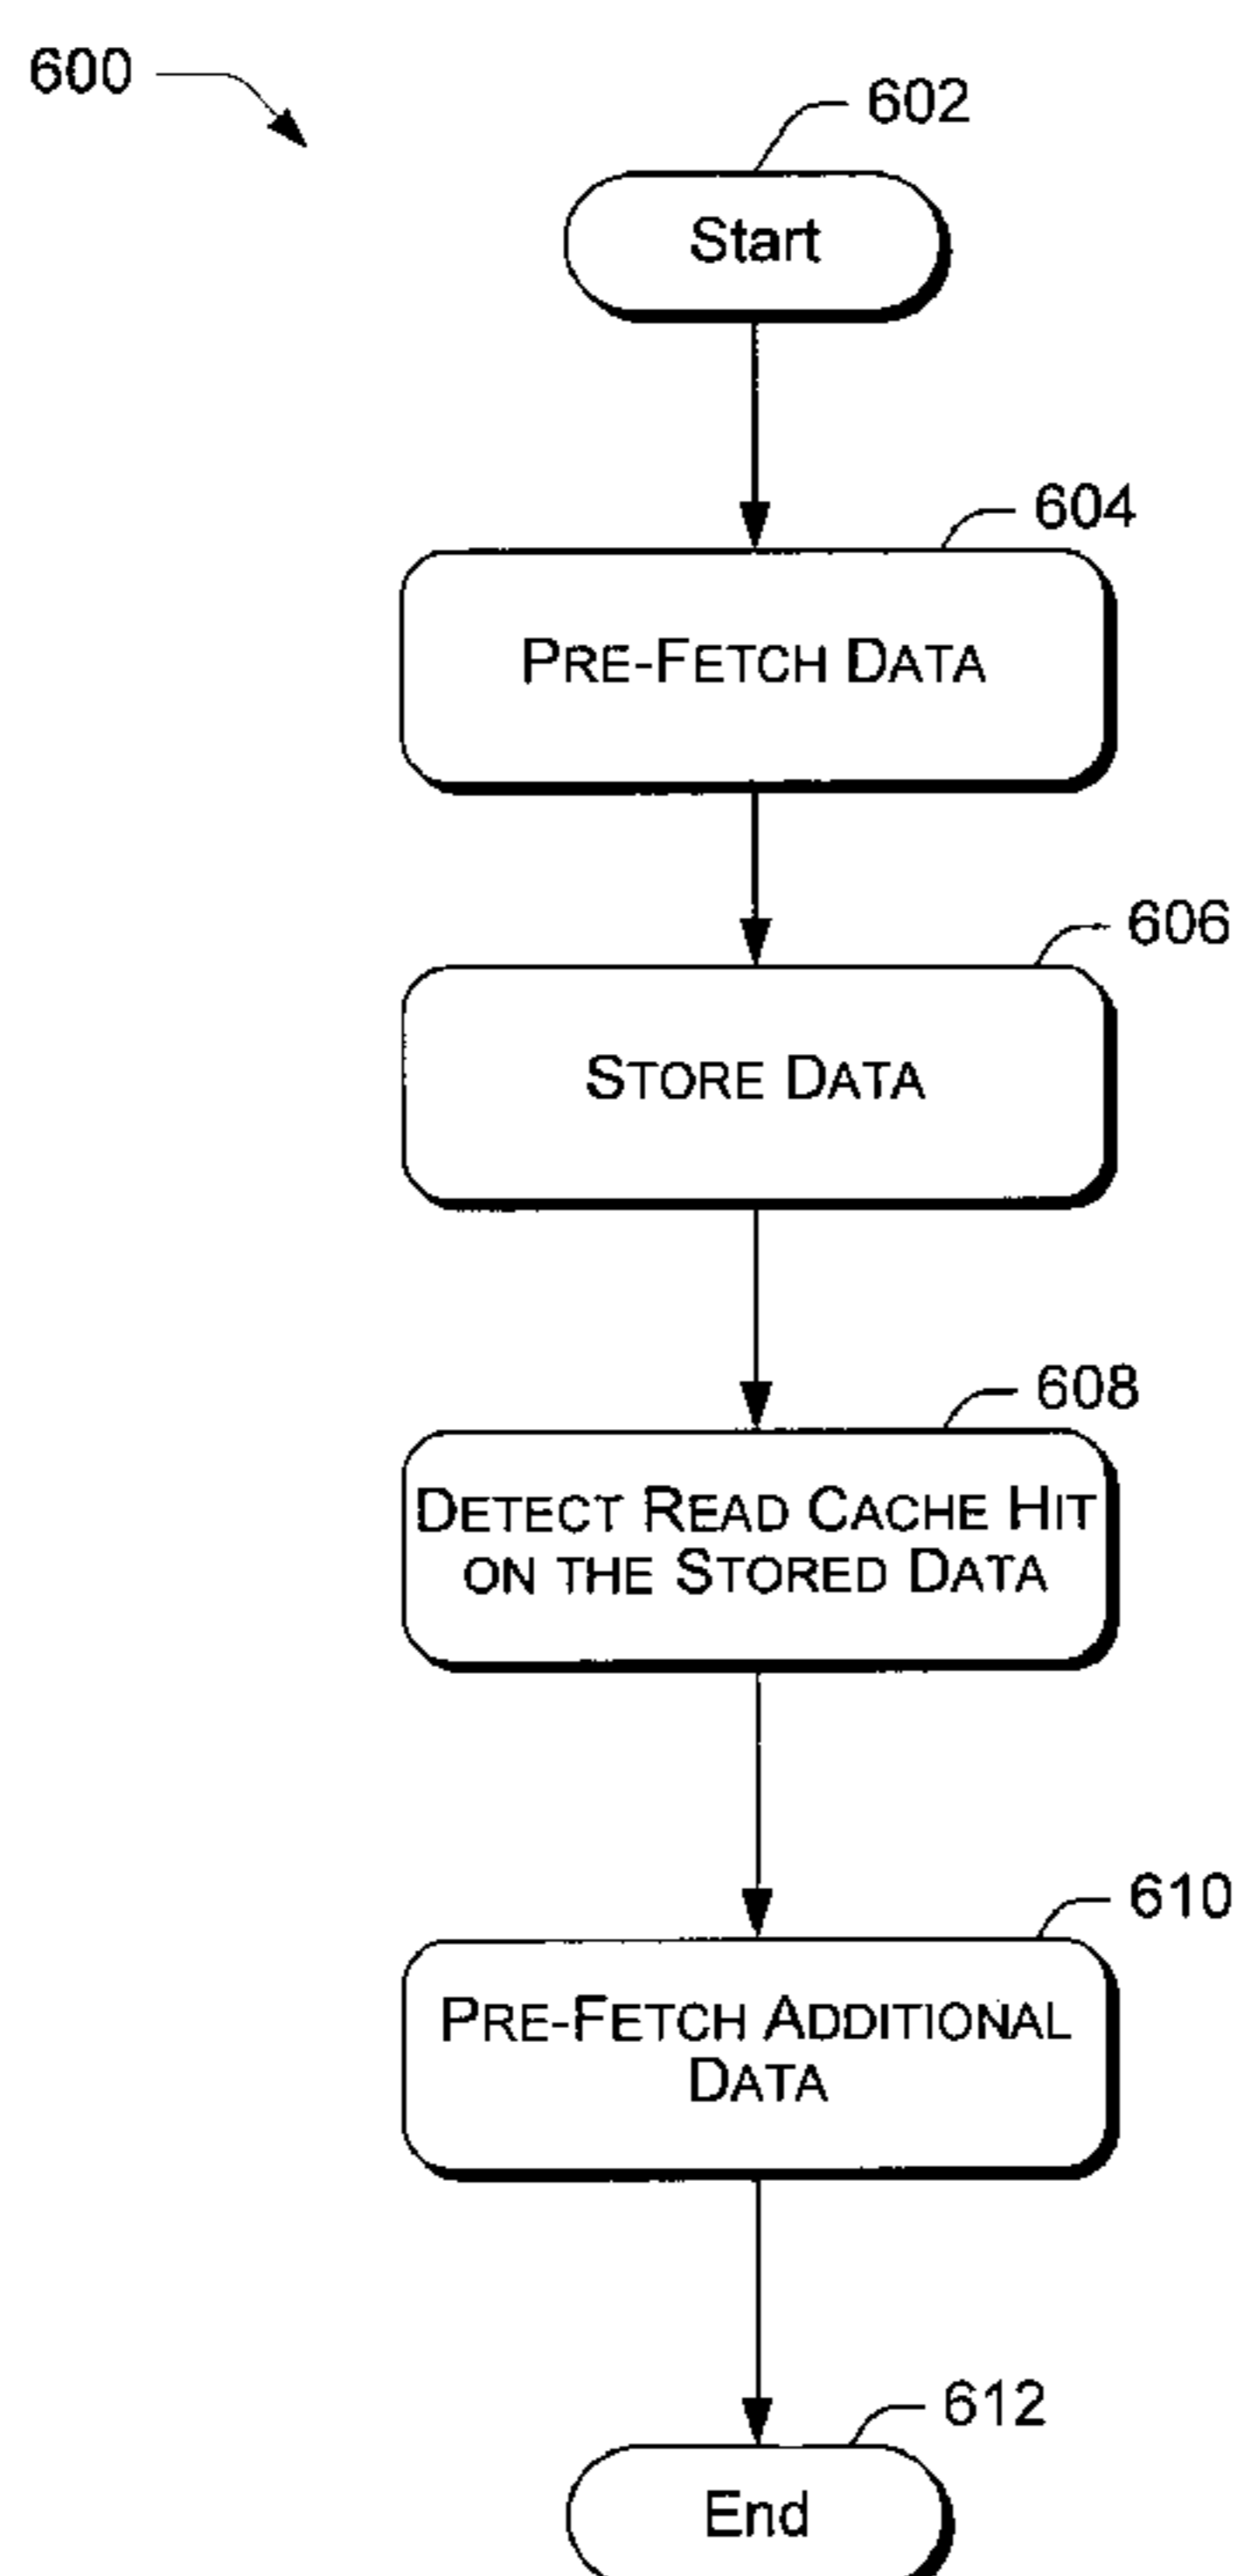 600
602
Start
604
PRE-FETCH DATA
606
STORE DATA
608
DETECT READ CACHE HIT
ON THE STORED DATA
610
PRE-FETCH ADDITIONAL
DATA
612
End